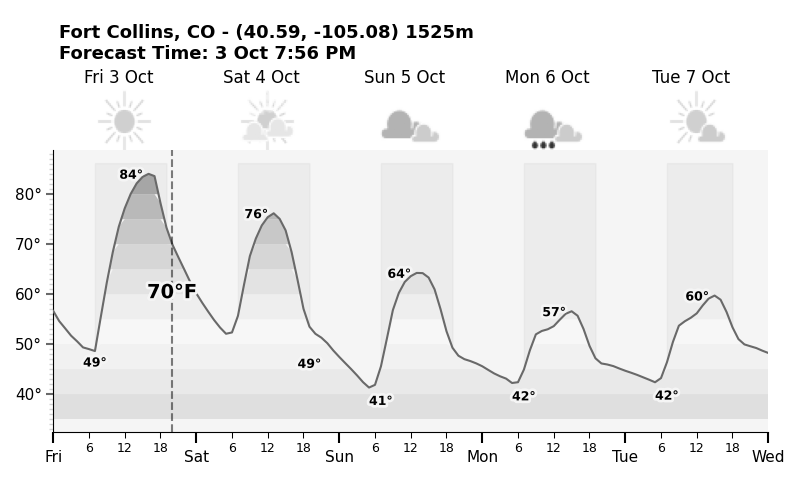 Fort Collins, CO - (40.59, -105.08) 1525m
Forecast Time: 3 Oct 7:56 PM
Fri 3 Oct Sat 4 Oct Sun 5 Oct Mon 6 Oct Tue 7 Oct
84°
80°
76°
70°
64°
60°
70°F
57°
60°
50°
49°
49°
40°
41°
42°
42°
6 12 18 6 12 18 6 12 18 6 12 18 6 12 18
Fri Sat Sun Mon Tue Wed